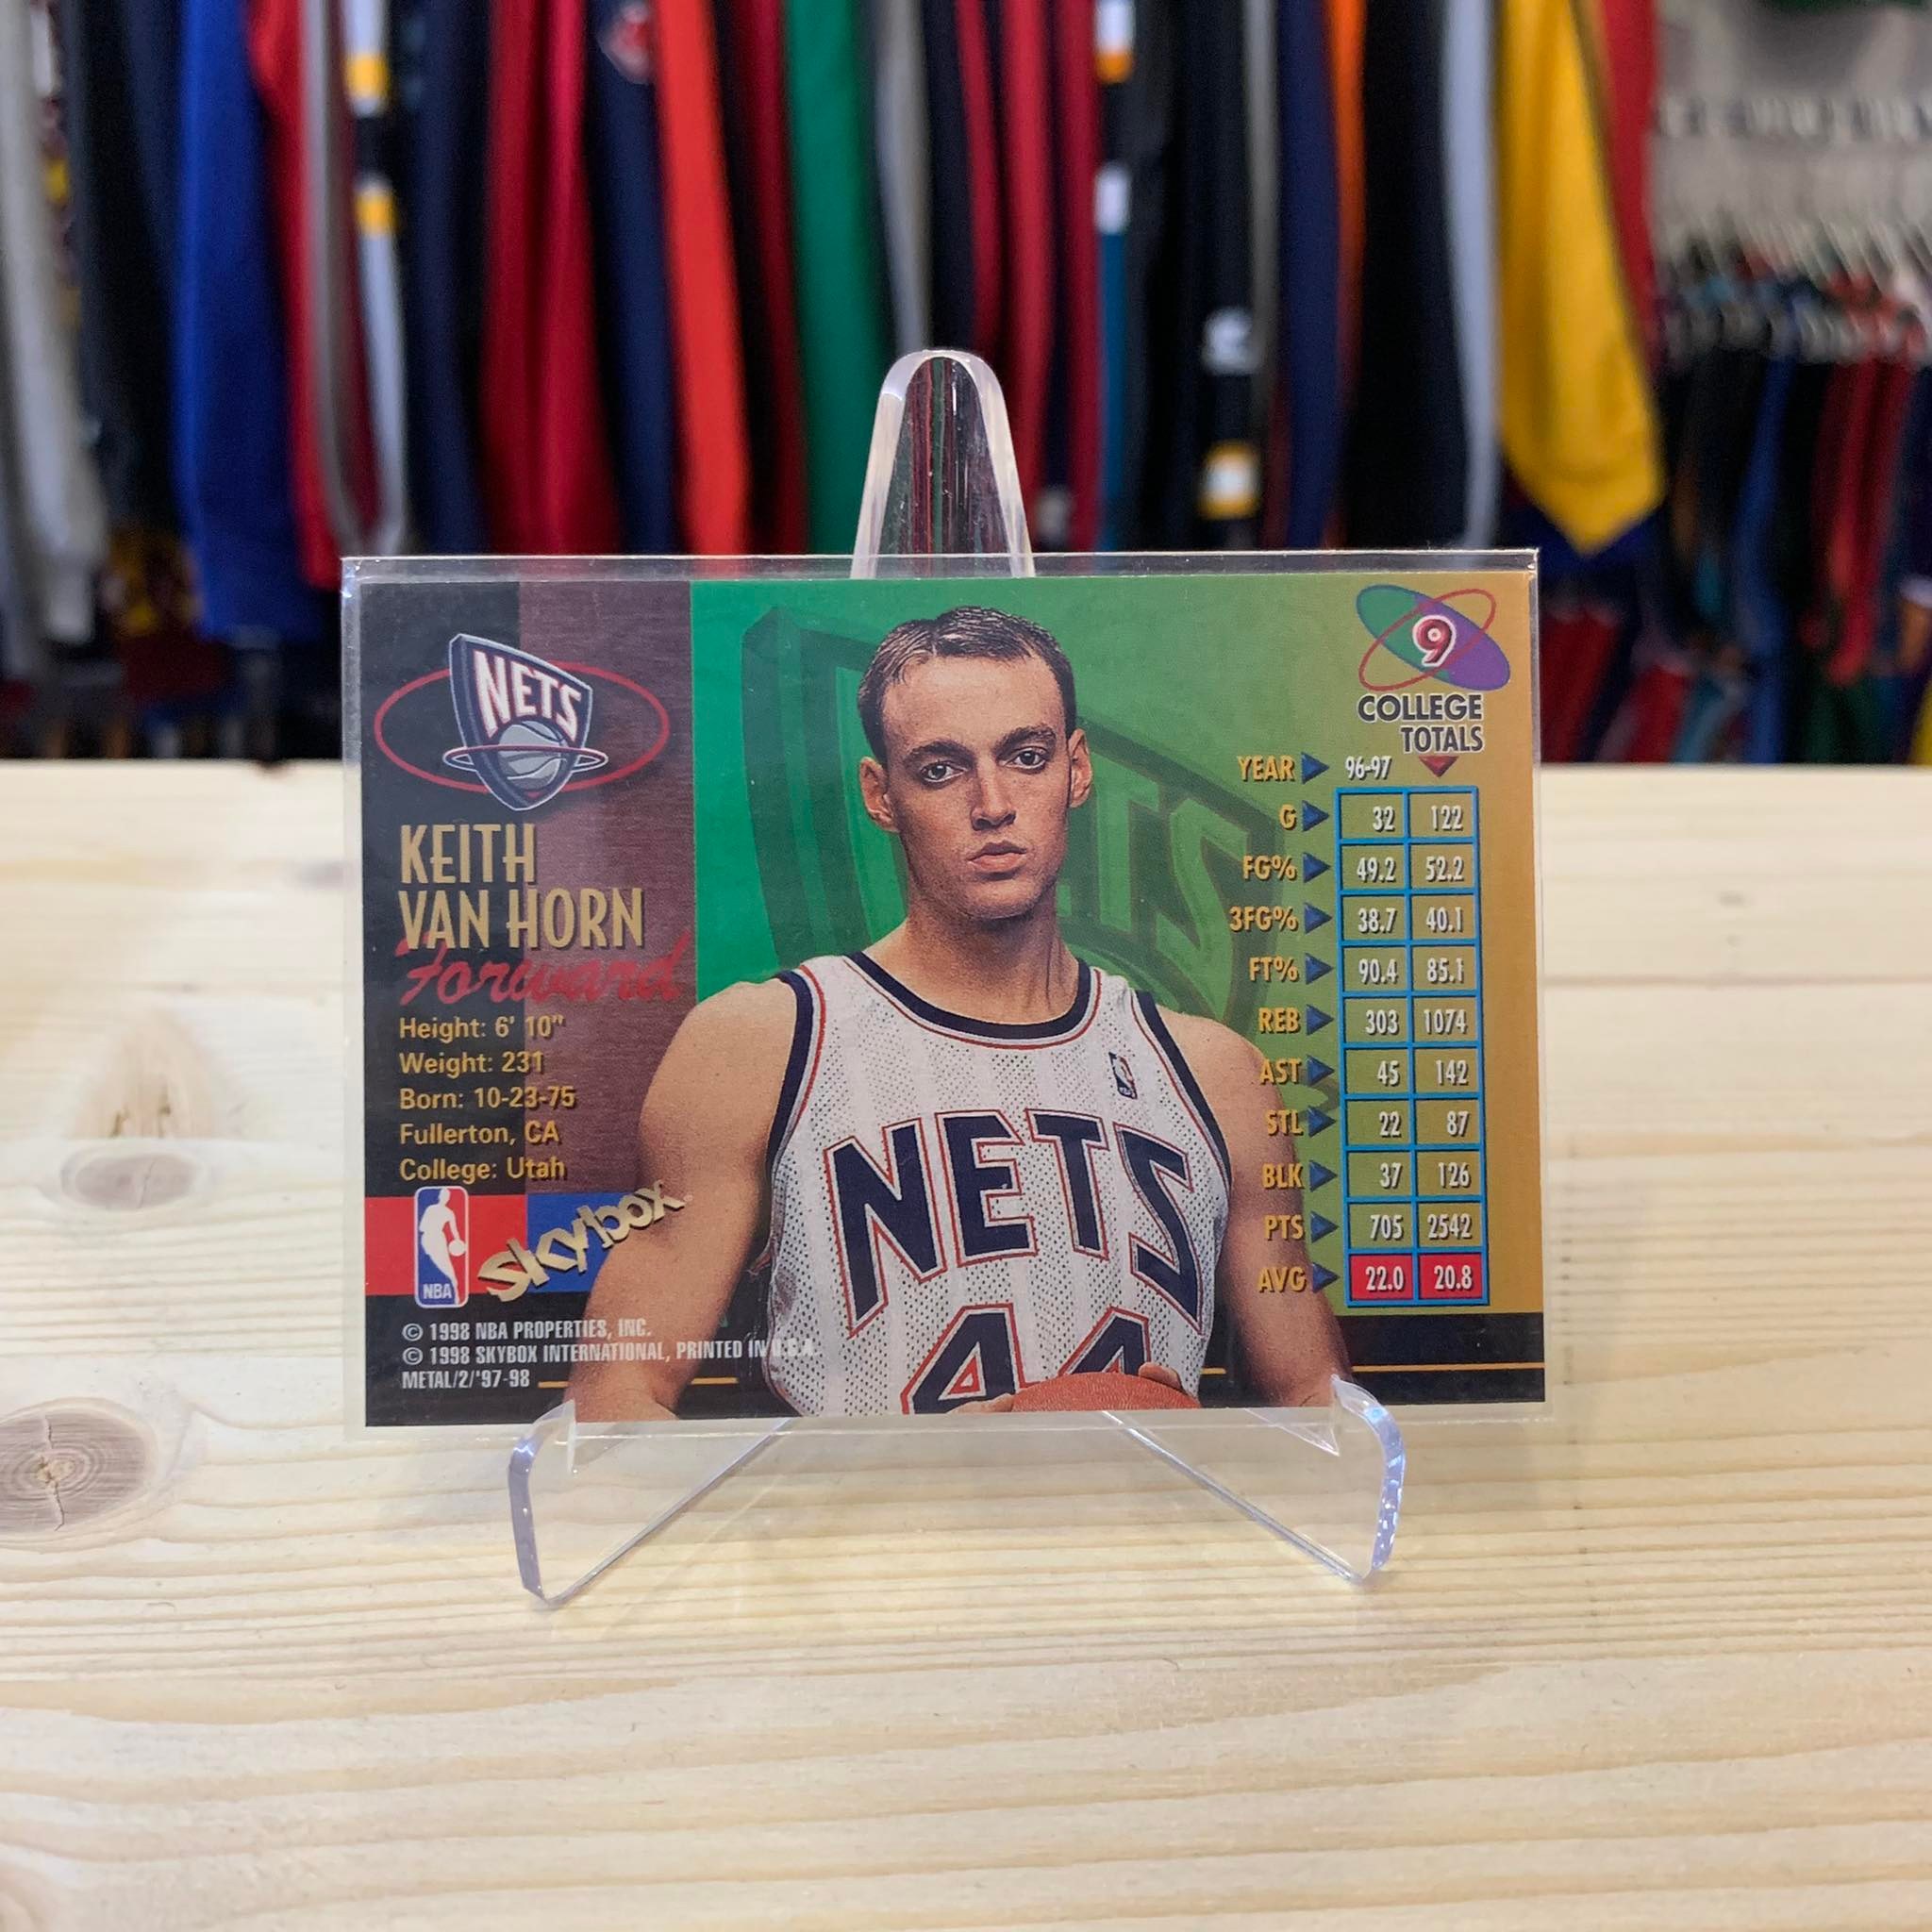 NETS
KEITH
VAN HORN
Forward
Height: 6' 10"
Weight: 231
Born: 10-23-75
Fullerton, CA
College: Utah
NBA
skybox
© 1998 NBA PROPERTIES, INC.
© 1998 SKYBOX INTERNATIONAL, PRINTED IN U.S.A.
METAL/2/'97-98
NETS
NETS
44
9
COLLEGE
TOTALS
YEAR 96-97
G 32 122
FG% 49.2 52.2
3FG% 38.7 40.1
FT% 90.4 85.1
REB 303 1074
AST 45 142
STL 22 87
BLK 37 126
PTS 705 2542
AVG 22.0 20.8